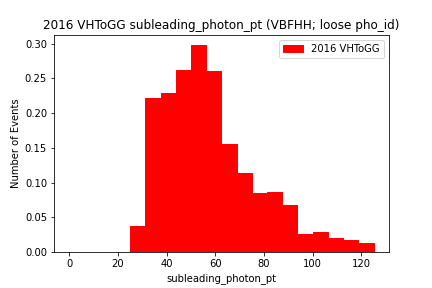 2016 VHToGG subleading_photon_pt (VBFHH; loose pho_id)
2016 VHToGG
Number of Events
0.30
0.25
0.20
0.15
0.10
0.05
0.00
0 20 40 60 80 100 120
subleading_photon_pt